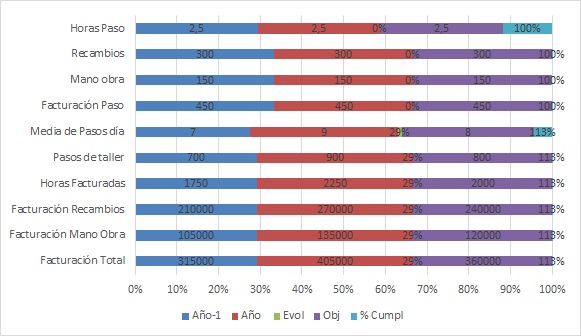 Horas Paso 2,5 2,5 0% 2,5 100%
Recambios 300 300 0% 300 100%
Mano obra 150 150 0% 150 100%
Facturación Paso 450 450 0% 450 100%
Media de Pasos día 7 9 29% 8 113%
Pasos de taller 700 900 29% 800 113%
Horas Facturadas 1750 2250 29% 2000 113%
Facturación Recambios 210000 270000 29% 240000 113%
Facturación Mano Obra 105000 135000 29% 120000 113%
Facturación Total 315000 405000 29% 360000 113%
0% 10% 20% 30% 40% 50% 60% 70% 80% 90% 100%
Año-1 Año Evol Obj % Cumpl